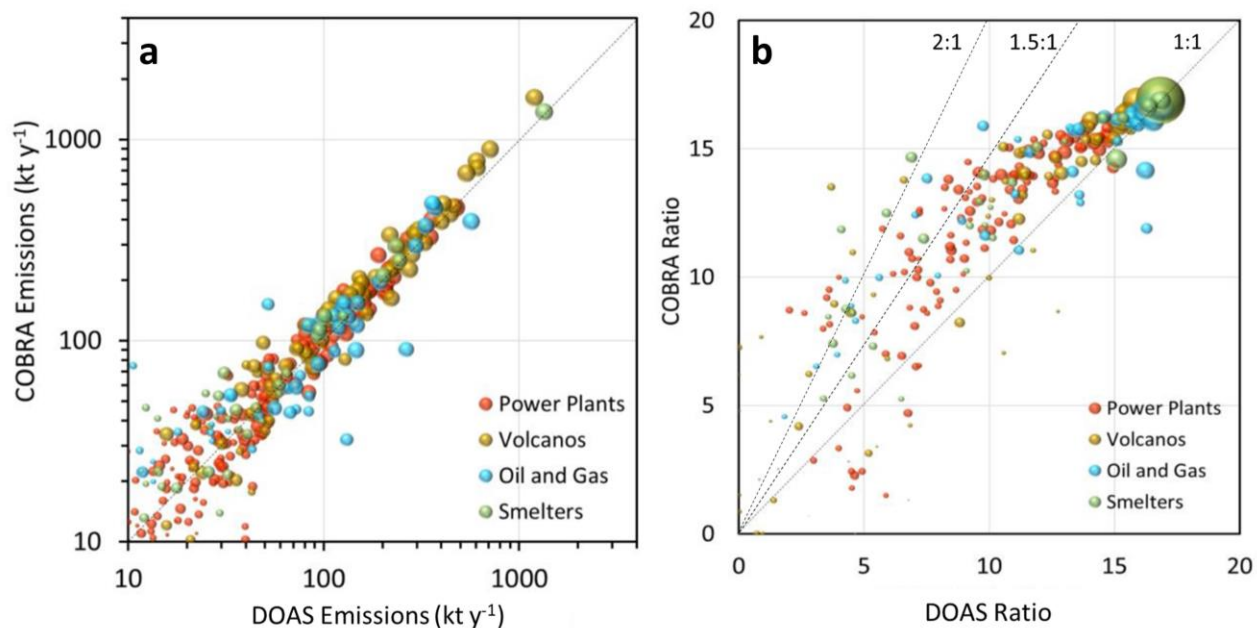 a
COBRA Emissions (kt y⁻¹)
1000
100
10
10 100 1000
DOAS Emissions (kt y⁻¹)
Power Plants
Volcanos
Oil and Gas
Smelters
b
2:1 1.5:1 1:1
COBRA Ratio
20
15
10
5
0
0 5 10 15 20
DOAS Ratio
Power Plants
Volcanos
Oil and Gas
Smelters